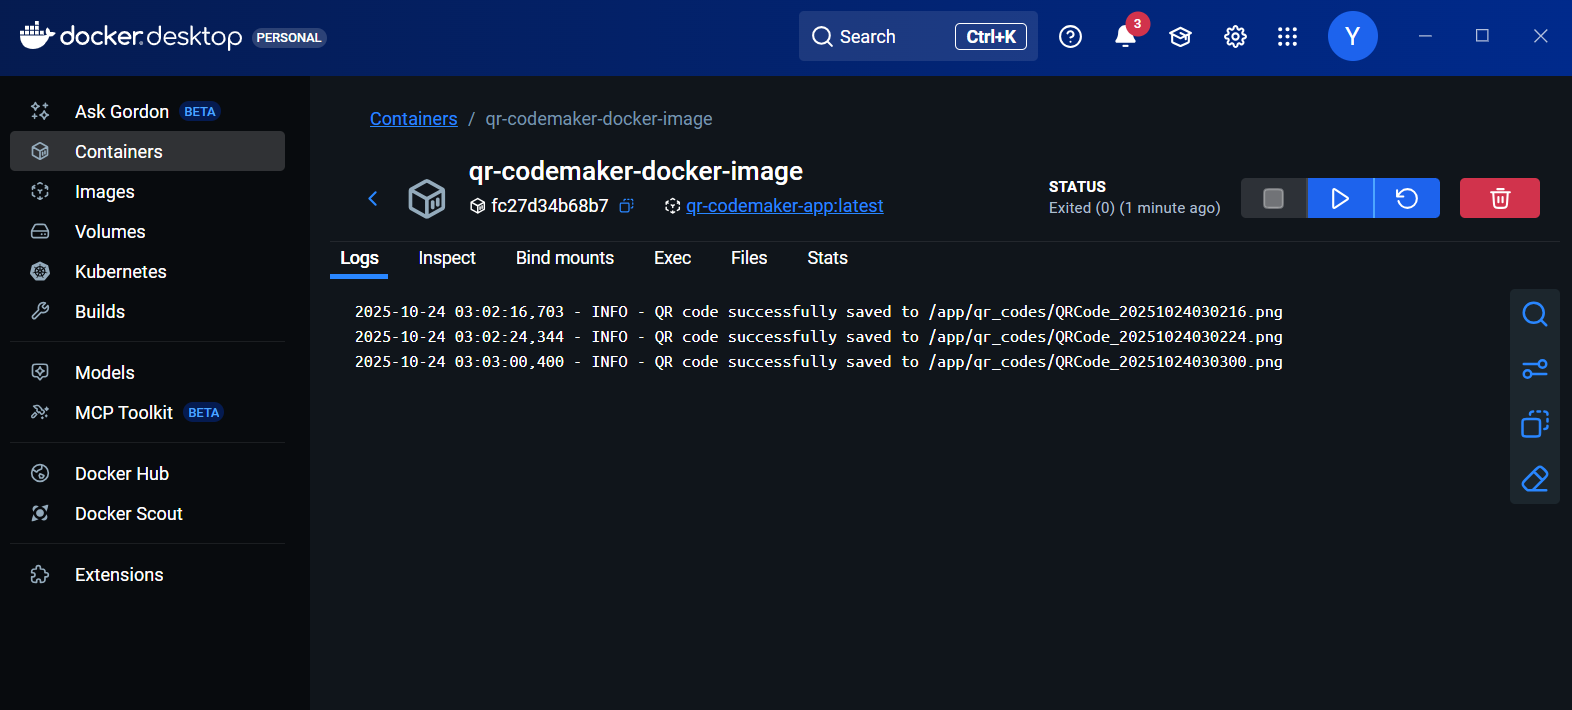 docker.desktop PERSONAL
Search Ctrl+K
3
Y
Ask Gordon BETA
Containers
Images
Volumes
Kubernetes
Builds
Models
MCP Toolkit BETA
Docker Hub
Docker Scout
Extensions
Containers / qr-codemaker-docker-image
qr-codemaker-docker-image
fc27d34b68b7 qr-codemaker-app:latest
STATUS
Exited (0) (1 minute ago)
Logs Inspect Bind mounts Exec Files Stats
2025-10-24 03:02:16,703 - INFO - QR code successfully saved to /app/qr_codes/QRCode_20251024030216.png
2025-10-24 03:02:24,344 - INFO - QR code successfully saved to /app/qr_codes/QRCode_20251024030224.png
2025-10-24 03:03:00,400 - INFO - QR code successfully saved to /app/qr_codes/QRCode_20251024030300.png